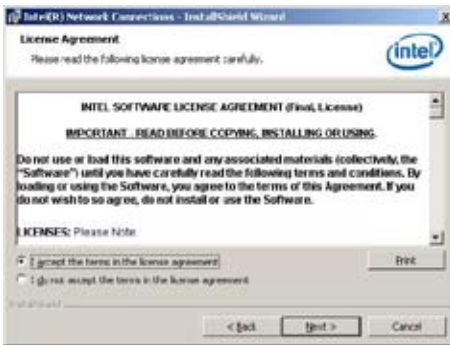 Intel(R) Network Connections - InstallShield Wizard
License Agreement
Please read the following license agreement carefully.
intel
INTEL SOFTWARE LICENSE AGREEMENT (Final, License)
IMPORTANT - READ BEFORE COPYING, INSTALLING OR USING.
Do not use or load this software and any associated materials (collectively, the
"Software") until you have carefully read the following terms and conditions. By
loading or using the Software, you agree to the terms of this Agreement. If you
do not wish to so agree, do not install or use the Software.
LICENSES: Please Note
I accept the terms in the license agreement
Print
I do not accept the terms in the license agreement
InstallShield
< Back
Next >
Cancel